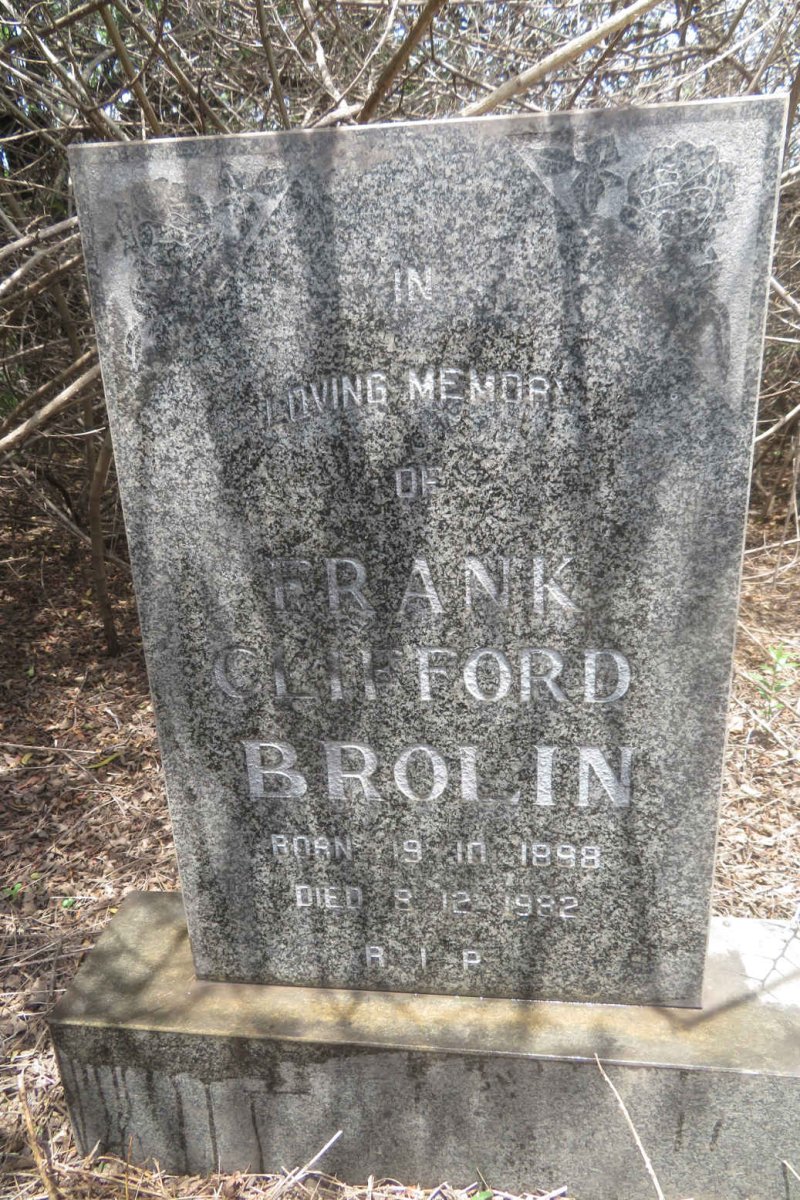 IN
LOVING MEMORY
OF
FRANK
CLIFFORD
BROLIN
BORN 19 10 1898
DIED 8 12 1982
R I P